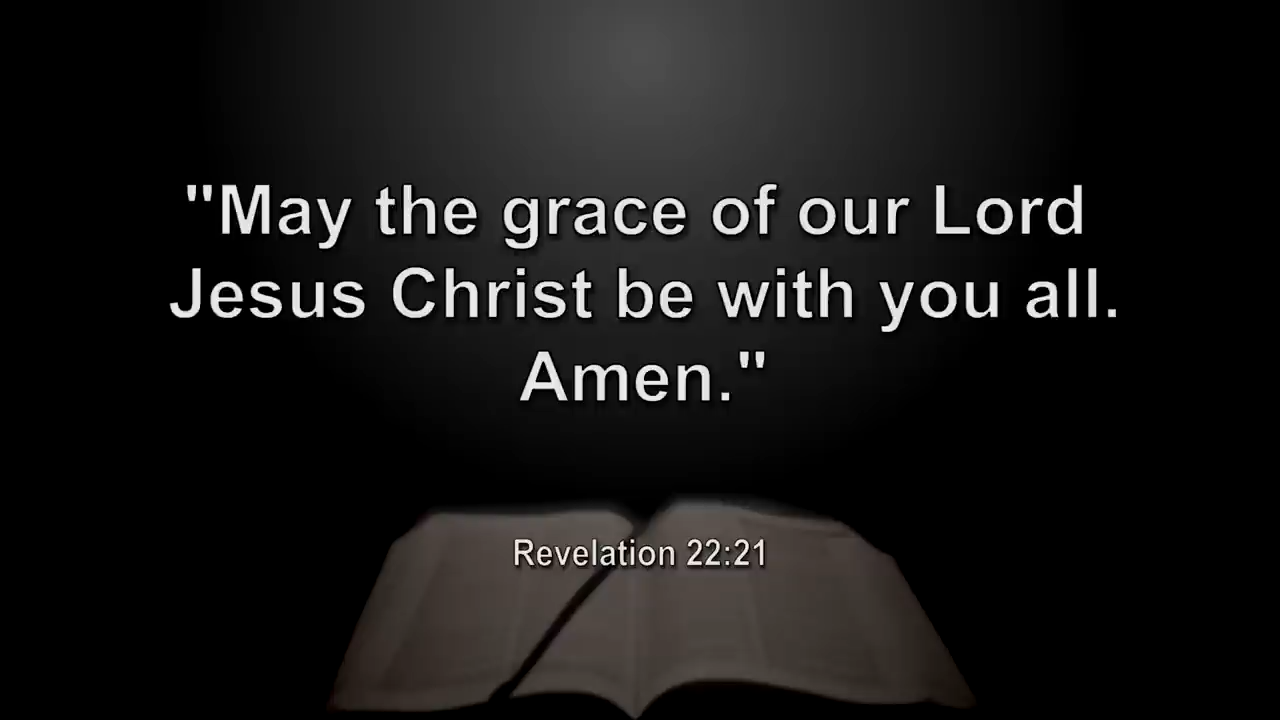 "May the grace of our Lord
Jesus Christ be with you all.
Amen."
Revelation 22:21